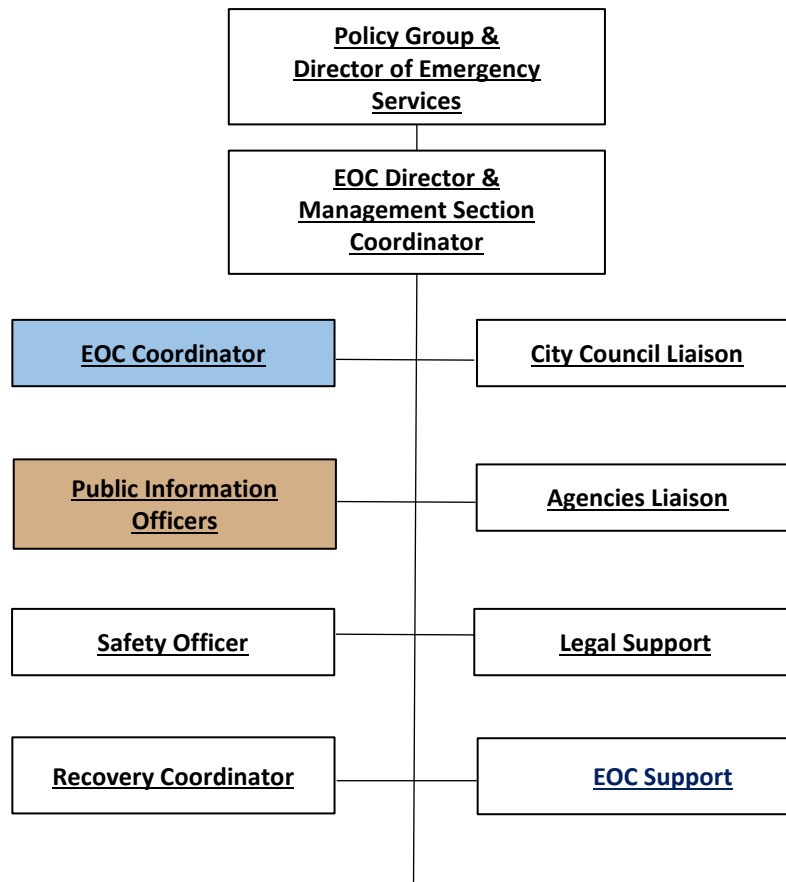 Policy Group &
Director of Emergency
Services
EOC Director &
Management Section
Coordinator
EOC Coordinator
City Council Liaison
Public Information
Officers
Agencies Liaison
Safety Officer
Legal Support
Recovery Coordinator
EOC Support